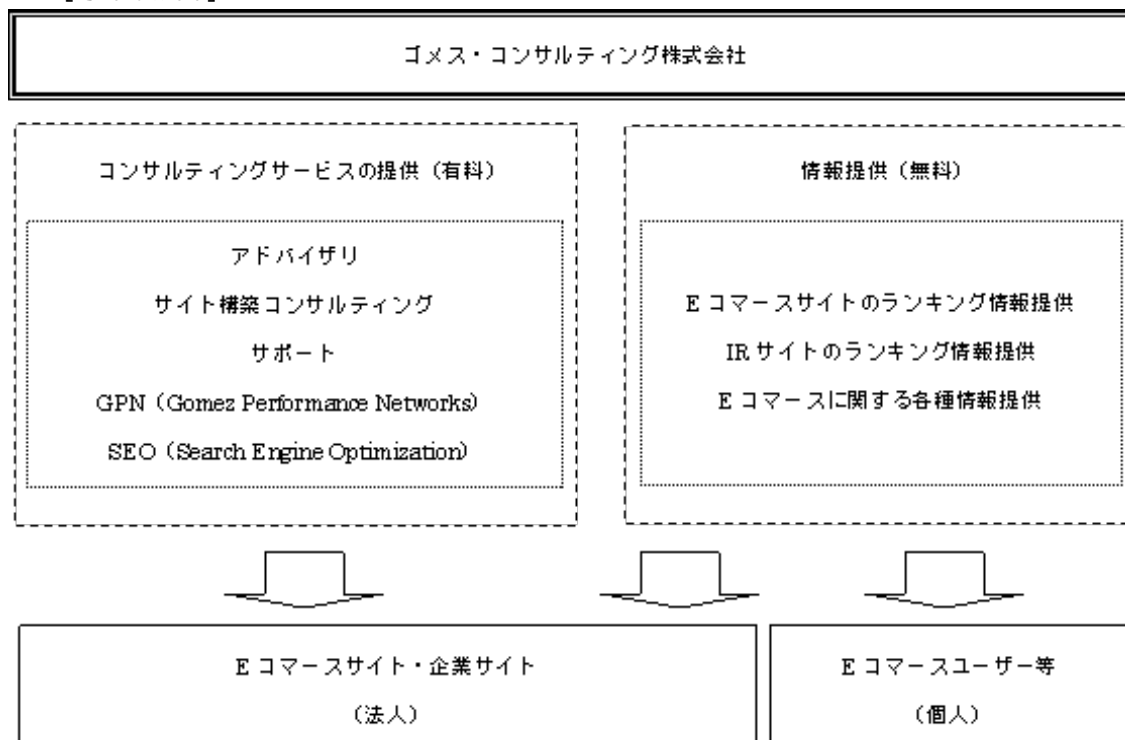 ゴメス・コンサルティング株式会社
コンサルティングサービスの提供（有料）
アドバイザリ
サイト構築コンサルティング
サポート
GPN（Gomez Performance Networks）
SEO（Search Engine Optimization）
情報提供（無料）
Eコマースサイトのランキング情報提供
IRサイトのランキング情報提供
Eコマースに関する各種情報提供
Eコマースサイト・企業サイト
（法人）
Eコマースユーザー等
（個人）